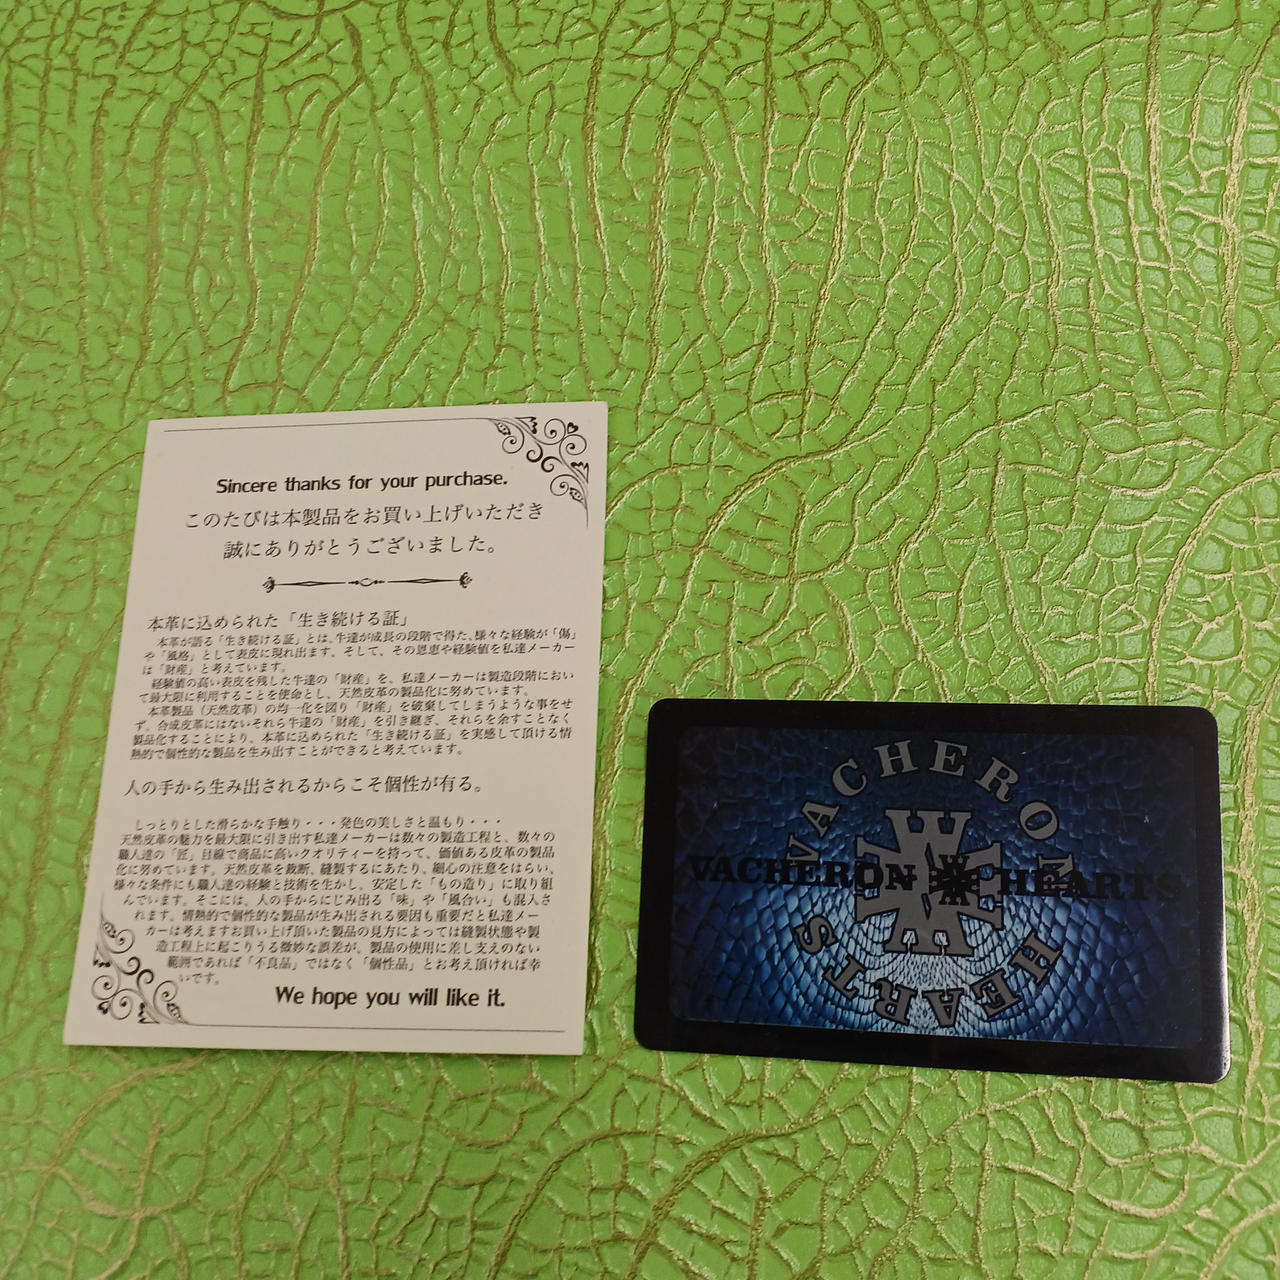 Sincere thanks for your purchase.
このたびは本製品をお買い上げいただき
誠にありがとうございました。
本革に込められた「生き続ける証」
本革が語る「生き続ける証」とは､牛達が成長の段階で得た､様々な経験が「傷」
や「風格」として表皮に現れ出ます。そして、その恩恵や経験値を私達メーカー
は「財産」と考えています。
経験値の高い表皮を残した牛達の「財産」を、私達メーカーは製造段階におい
て最大限に利用することを使命とし、天然皮革の製品化に努めています。
本革製品（天然皮革）の均一化を図り「財産」を破棄してしまうような事をせ
ず、合成皮革にはないそれら牛達の「財産」を引き継ぎ、それらを余すことなく
製品化することにより、本革に込められた「生き続ける証」を実感して頂ける情
熱的で個性的な製品を生み出すことができると考えています。
人の手から生み出されるからこそ個性が有る。
しっとりとした滑らかな手触り・・・発色の美しさと温もり・・・
天然皮革の魅力を最大限に引き出す私達メーカーは数々の製造工程と、数々の
職人達の「匠」目線で商品に高いクオリティーを持って、価値ある皮革の製品
化に努めています。天然皮革を裁断、縫製するにあたり、細心の注意をはらい、
様々な条件にも職人達の経験と技術を生かし、安定した「もの造り」に取り組
んでいます。そこには、人の手からにじみ出る「味」や「風合い」も混入さ
れます。情熱的で個性的な製品が生み出される要因も重要だと私達メー
カーは考えますお買い上げ頂いた製品の見方によっては縫製状態や製
造工程上に起こりうる微妙な誤差が、製品の使用に差し支えのない
範囲であれば「不良品」ではなく「個性品」とお考え頂ければ幸
いです。
We hope you will like it.
VACHERON
VACHERON HEARTS
HEARTS